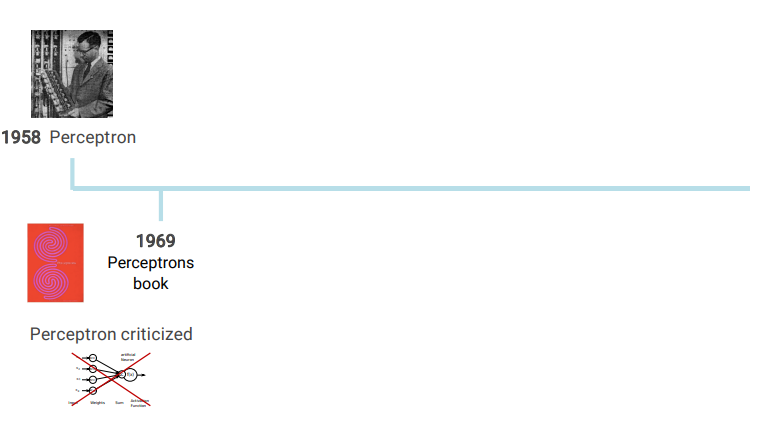 1958 Perceptron
1969
Perceptrons
book
Perceptron criticized
artificial
Neuron
f(x)
Weights
Sum
Activation
Function